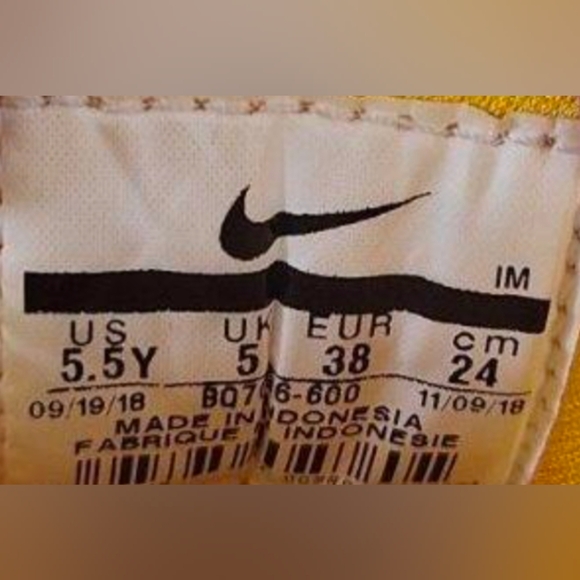 IM
US UK EUR cm
5.5Y 5 38 24
09/19/18 11/09/18
MADE IN INDONESIA
FABRIQUE INDONESIE